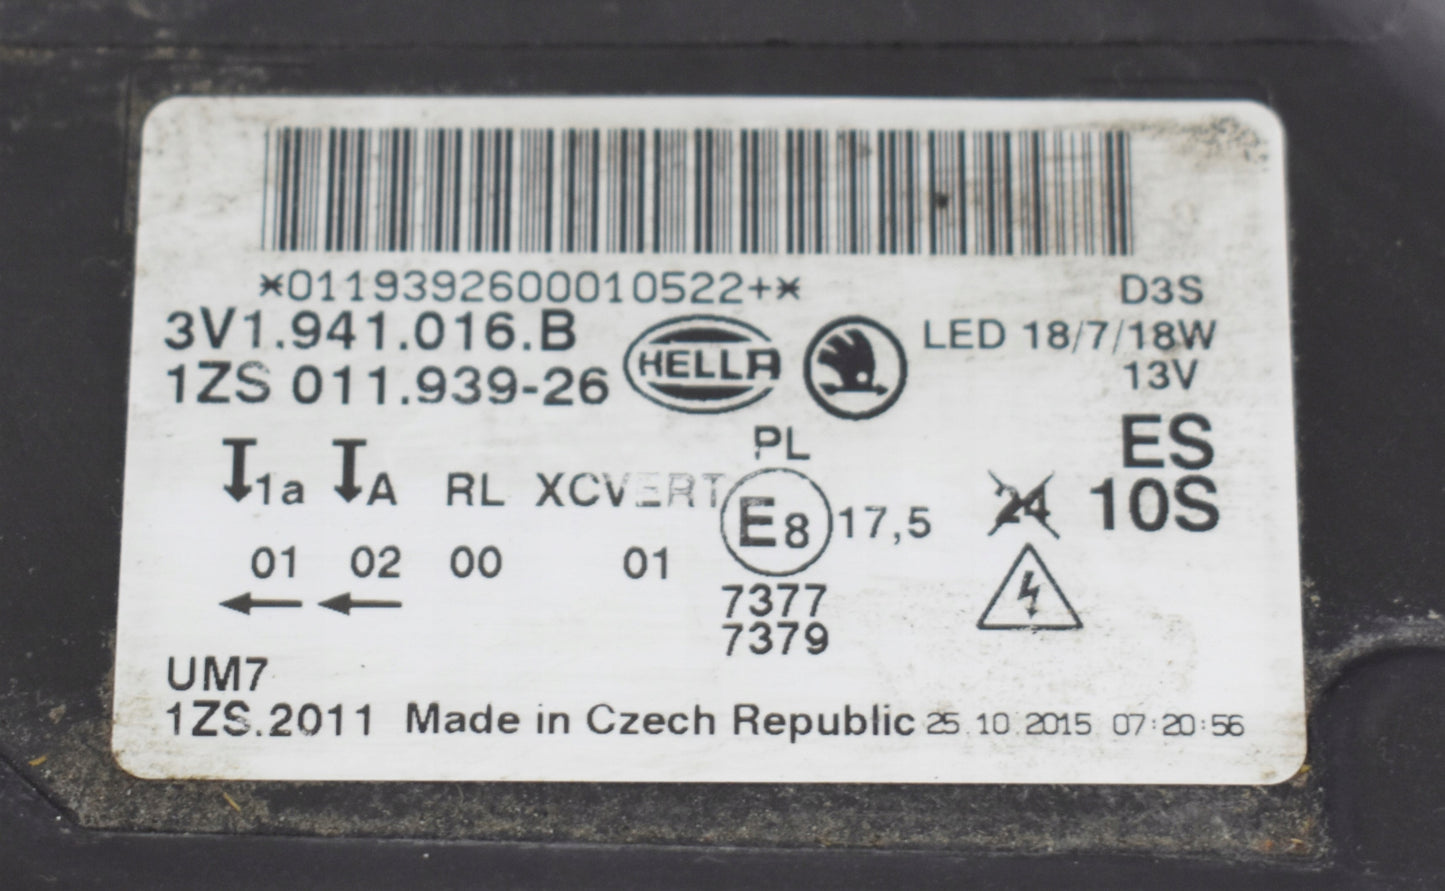 *0119392600010522+*
D3S
3V1.941.016.B
HELLA
LED 18/7/18W
1ZS 011.939-26
13V
PL
ES
1a A RL XCVERT
E8 17,5
24 10S
01 02 00 01
7377
7379
UM7
1ZS.2011 Made in Czech Republic 25.10.2015 07:20:56